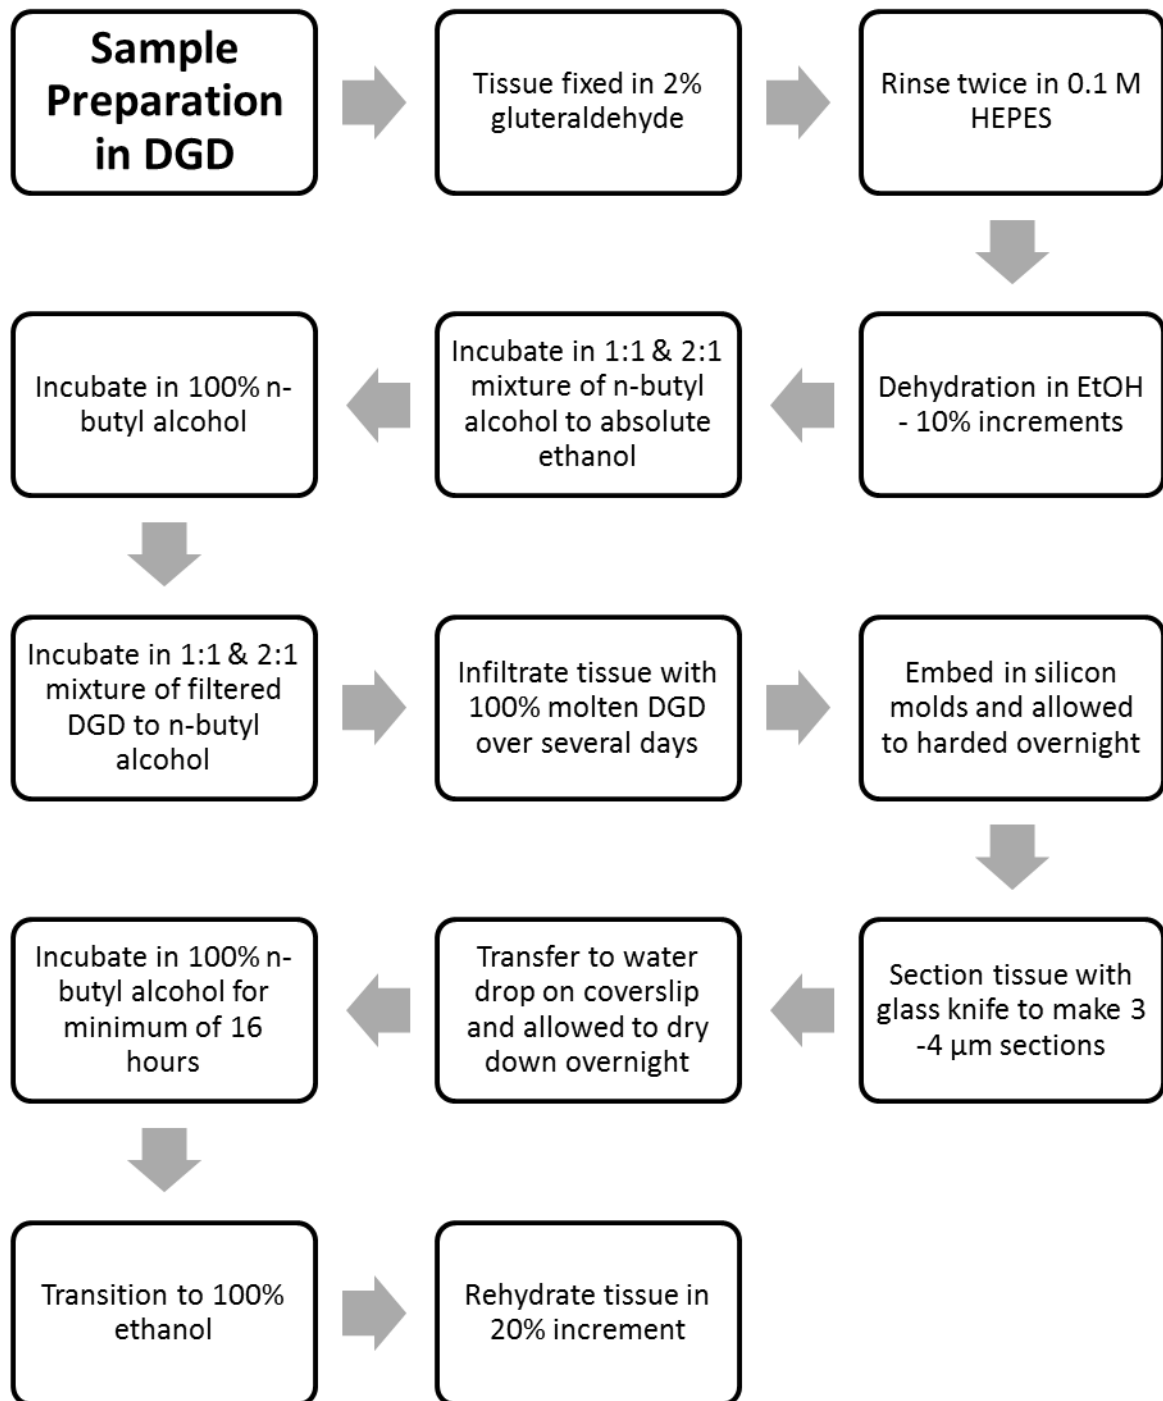 Sample
Preparation
in DGD
Tissue fixed in 2%
gluteraldehyde
Rinse twice in 0.1 M
HEPES
Dehydration in EtOH
- 10% increments
Incubate in 1:1 & 2:1
mixture of n-butyl
alcohol to absolute
ethanol
Incubate in 100% n-
butyl alcohol
Incubate in 1:1 & 2:1
mixture of filtered
DGD to n-butyl
alcohol
Infiltrate tissue with
100% molten DGD
over several days
Embed in silicon
molds and allowed
to harded overnight
Section tissue with
glass knife to make 3
-4 µm sections
Transfer to water
drop on coverslip
and allowed to dry
down overnight
Incubate in 100% n-
butyl alcohol for
minimum of 16
hours
Transition to 100%
ethanol
Rehydrate tissue in
20% increment